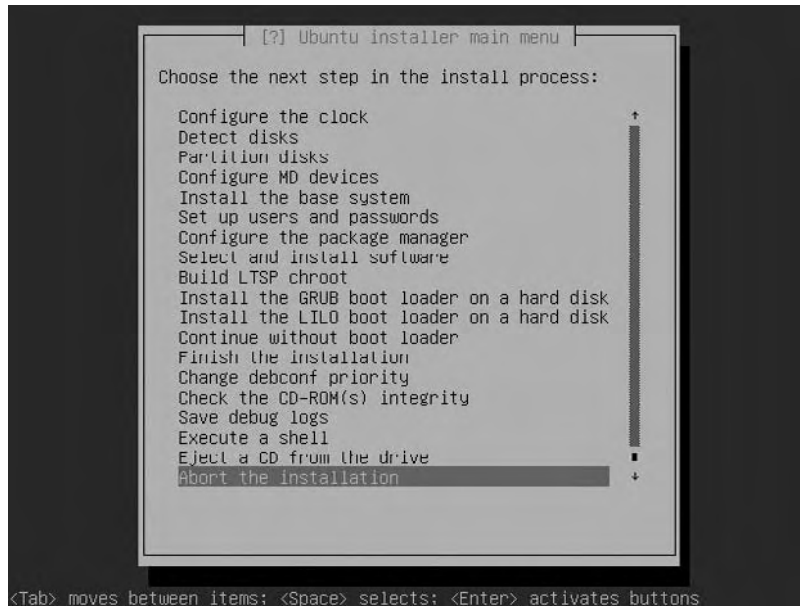 [?] Ubuntu installer main menu
Choose the next step in the install process:
Configure the clock
Detect disks
Partition disks
Configure MD devices
Install the base system
Set up users and passwords
Configure the package manager
Select and install software
Build LTSP chroot
Install the GRUB boot loader on a hard disk
Install the LILO boot loader on a hard disk
Continue without boot loader
Finish the installation
Change debconf priority
Check the CD-ROM(s) integrity
Save debug logs
Execute a shell
Eject a CD from the drive
Abort the installation
<Tab> moves between items; <Space> selects; <Enter> activates buttons